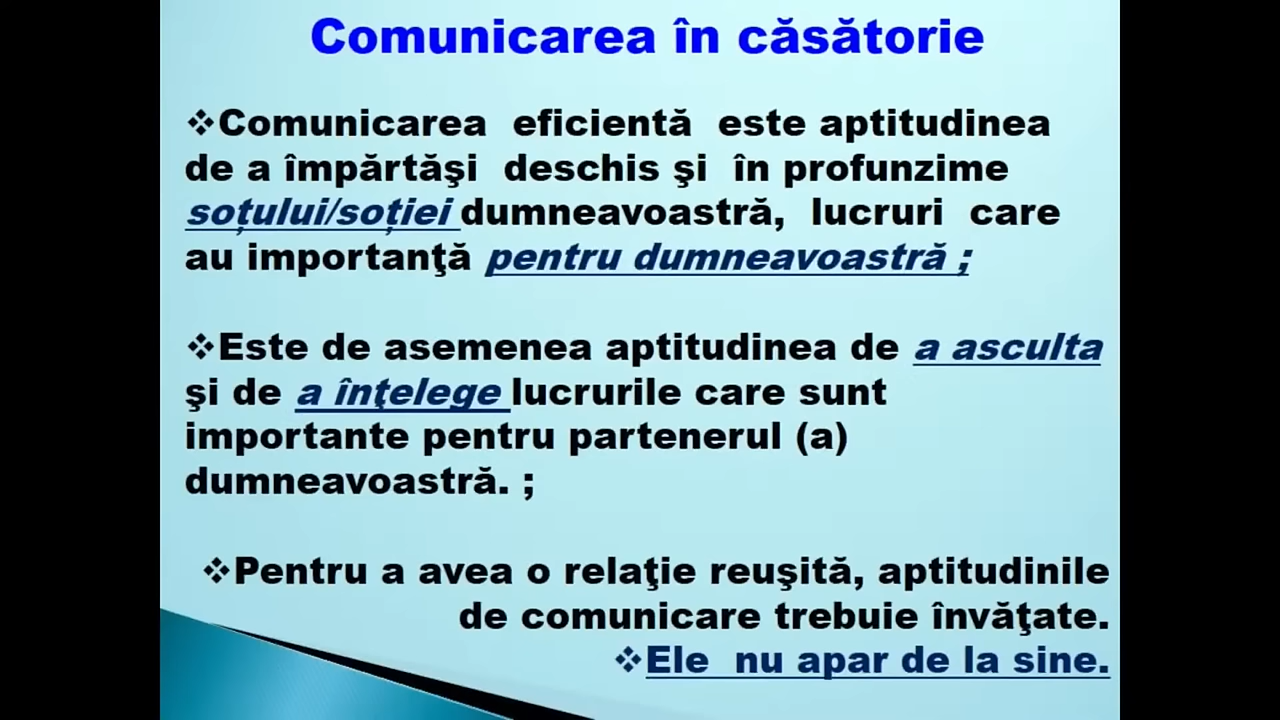 Comunicarea în căsătorie
❖Comunicarea eficientă este aptitudinea
de a împărtăşi deschis şi în profunzime
soțului/soției dumneavoastră, lucruri care
au importanţă pentru dumneavoastră ;
❖Este de asemenea aptitudinea de a asculta
şi de a înţelege lucrurile care sunt
importante pentru partenerul (a)
dumneavoastră. ;
❖Pentru a avea o relaţie reuşită, aptitudinile
de comunicare trebuie învăţate.
❖Ele nu apar de la sine.